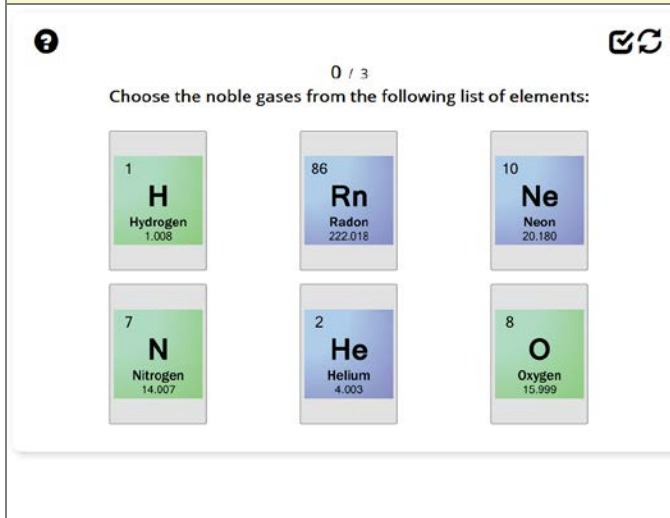 ?
0 / 3
Choose the noble gases from the following list of elements:
1
H
Hydrogen
1.008
86
Rn
Radon
222.018
10
Ne
Neon
20.180
7
N
Nitrogen
14.007
2
He
Helium
4.003
8
O
Oxygen
15.999